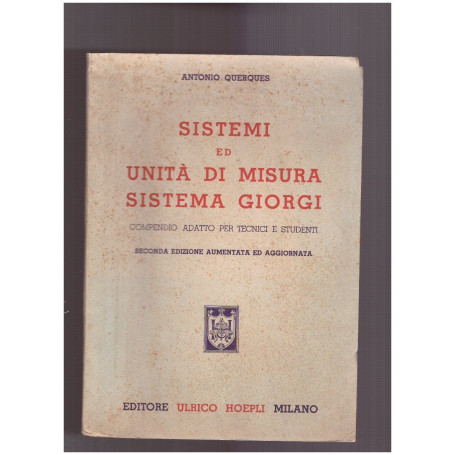 ANTONIO QUERQUES
SISTEMI
ED
UNITÀ DI MISURA
SISTEMA GIORGI
COMPENDIO ADATTO PER TECNICI E STUDENTI
SECONDA EDIZIONE AUMENTATA ED AGGIORNATA
EDITORE ULRICO HOEPLI MILANO